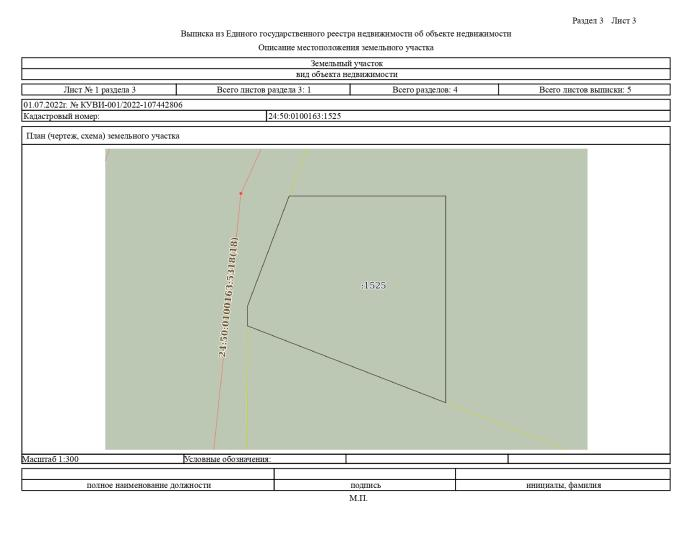 Раздел 3 Лист 3
Выписка из Единого государственного реестра недвижимости об объекте недвижимости
Описание местоположения земельного участка
Земельный участок
вид объекта недвижимости
Лист № 1 раздела 3 Всего листов раздела 3: 1 Всего разделов: 4 Всего листов выписки: 5
01.07.2022г. № КУВИ-001/2022-107442806
Кадастровый номер: 24:50:0100163:1525
План (чертеж, схема) земельного участка
24:50:0100163:5318(18)
:1525
Масштаб 1:300 Условные обозначения:
полное наименование должности подпись инициалы, фамилия
М.П.